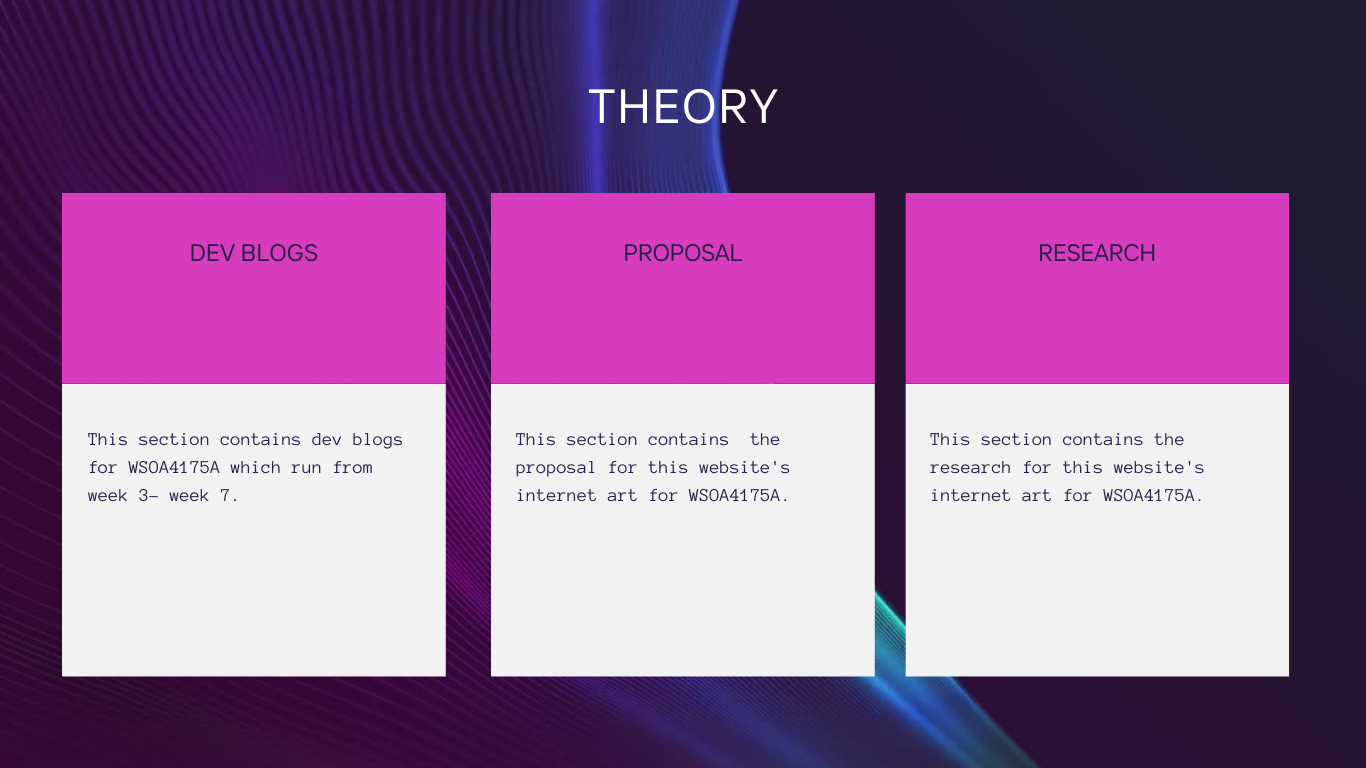 THEORY
DEV BLOGS
This section contains dev blogs
for WSOA4175A which run from
week 3– week 7.
PROPOSAL
This section contains  the
proposal for this website's
internet art for WSOA4175A.
RESEARCH
This section contains the
research for this website's
internet art for WSOA4175A.